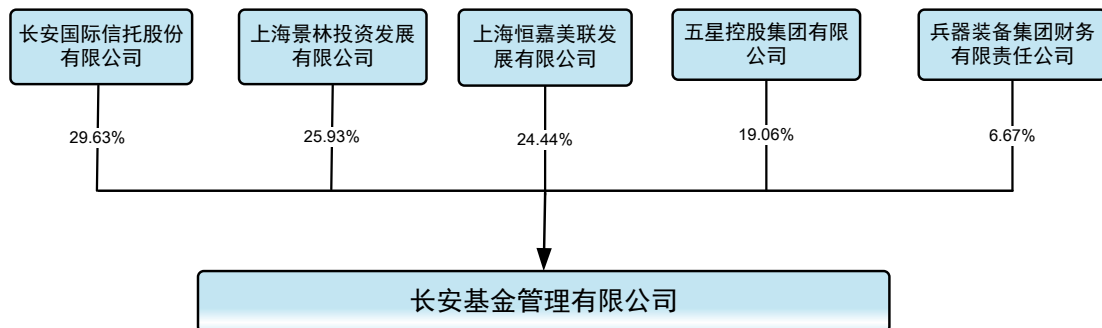 长安国际信托股份
有限公司
上海景林投资发展
有限公司
上海恒嘉美联发
展有限公司
五星控股集团有限
公司
兵器装备集团财务
有限责任公司
29.63%
25.93%
24.44%
19.06%
6.67%
长安基金管理有限公司